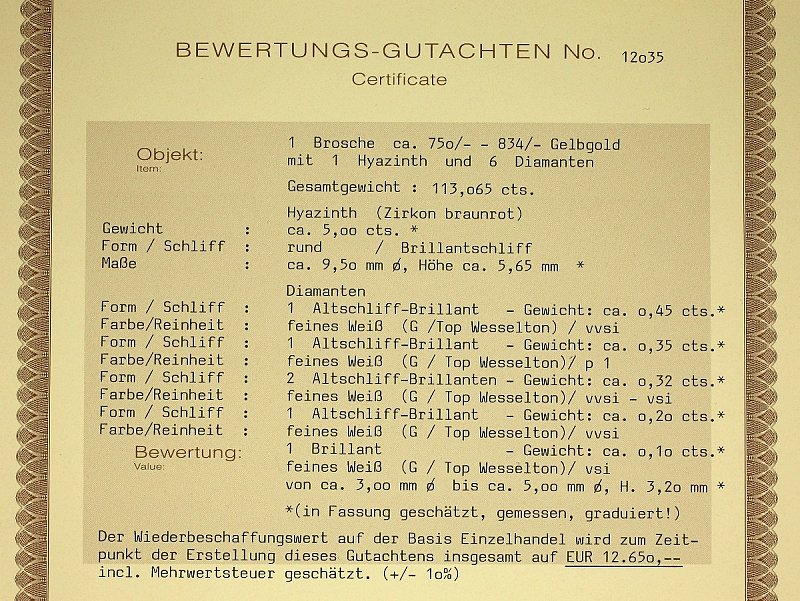 BEWERTUNGS-GUTACHTEN No. 12o35
Certificate
Objekt: 1 Brosche ca. 75o/- - 834/- Gelbgold
Item: mit 1 Hyazinth und 6 Diamanten
Gesamtgewicht : 113,o65 cts.
Hyazinth (Zirkon braunrot)
Gewicht : ca. 5,oo cts. *
Form / Schliff : rund / Brillantschliff
Maße : ca. 9,5o mm ø, Höhe ca. 5,65 mm *
Diamanten
Form / Schliff : 1 Altschliff-Brillant - Gewicht: ca. o,45 cts.*
Farbe/Reinheit : feines Weiß (G /Top Wesselton) / vvsi
Form / Schliff : 1 Altschliff-Brillant - Gewicht: ca. o,35 cts.*
Farbe/Reinheit : feines Weiß (G / Top Wesselton)/ p 1
Form / Schliff : 2 Altschliff-Brillanten - Gewicht: ca. o,32 cts.*
Farbe/Reinheit : feines Weiß (G / Top Wesselton)/ vvsi - vsi
Form / Schliff : 1 Altschliff-Brillant - Gewicht: ca. o,2o cts.*
Farbe/Reinheit : feines Weiß (G / Top Wesselton)/ vvsi
Bewertung: 1 Brillant - Gewicht: ca. o,1o cts.*
Value: feines Weiß (G / Top Wesselton)/ vsi
von ca. 3,oo mm ø bis ca. 5,oo mm ø, H. 3,2o mm *
*(in Fassung geschätzt, gemessen, graduiert!)
Der Wiederbeschaffungswert auf der Basis Einzelhandel wird zum Zeit-
punkt der Erstellung dieses Gutachtens insgesamt auf EUR 12.65o,--
incl. Mehrwertsteuer geschätzt. (+/- 1o%)